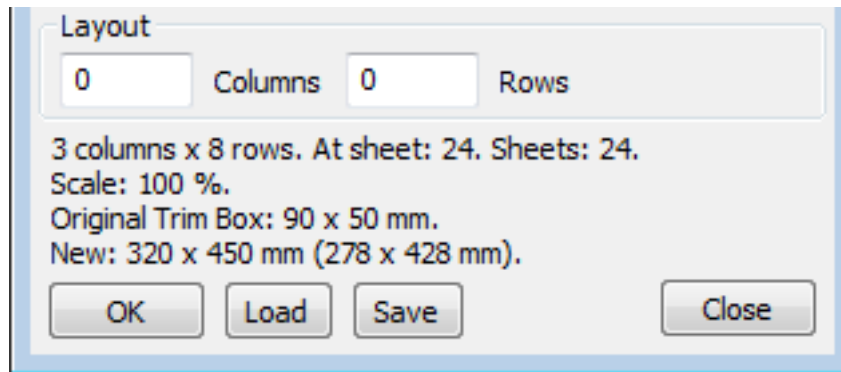 Layout
0 Columns 0 Rows
3 columns x 8 rows. At sheet: 24. Sheets: 24.
Scale: 100 %.
Original Trim Box: 90 x 50 mm.
New: 320 x 450 mm (278 x 428 mm).
OK Load Save Close